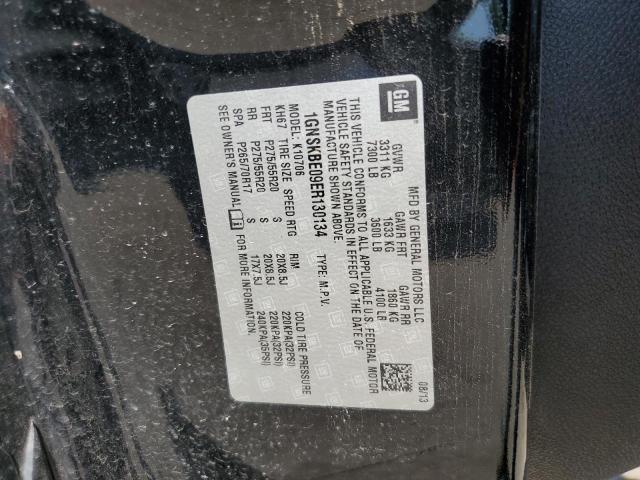 GM
MFD BY GENERAL MOTORS LLC
08/13
GVWR GAWR FRT GAWR RR
3311 KG 1633 KG 1860 KG
7300 LB 3600 LB 4100 LR
THIS VEHICLE CONFORMS TO ALL APPLICABLE U.S. FEDERAL MOTOR
VEHICLE SAFETY STANDARDS IN EFFECT ON THE DATE OF
MANUFACTURE SHOWN ABOVE.
1GNSKBE09ER130134 TYPE: M.P.V.
MODEL: K10706
KH67 TIRE SIZE SPEED RTG RIM COLD TIRE PRESSURE
FRT P275/55R20 S 20X8.5J 220KPA(32PSI)
RR P275/55R20 S 20X8.5J 220KPA(32PSI)
SPA P265/70R17 S 17X7.5J 240KPA(35PSI)
SEE OWNER'S MANUAL FOR MORE INFORMATION.